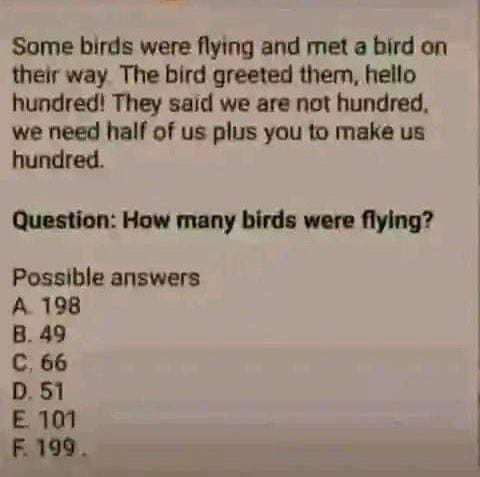 Some birds were flying and met a bird on
their way. The bird greeted them, hello
hundred! They said we are not hundred,
we need half of us plus you to make us
hundred.
Question: How many birds were flying?
Possible answers
A. 198
B. 49
C. 66
D. 51
E. 101
F. 199.